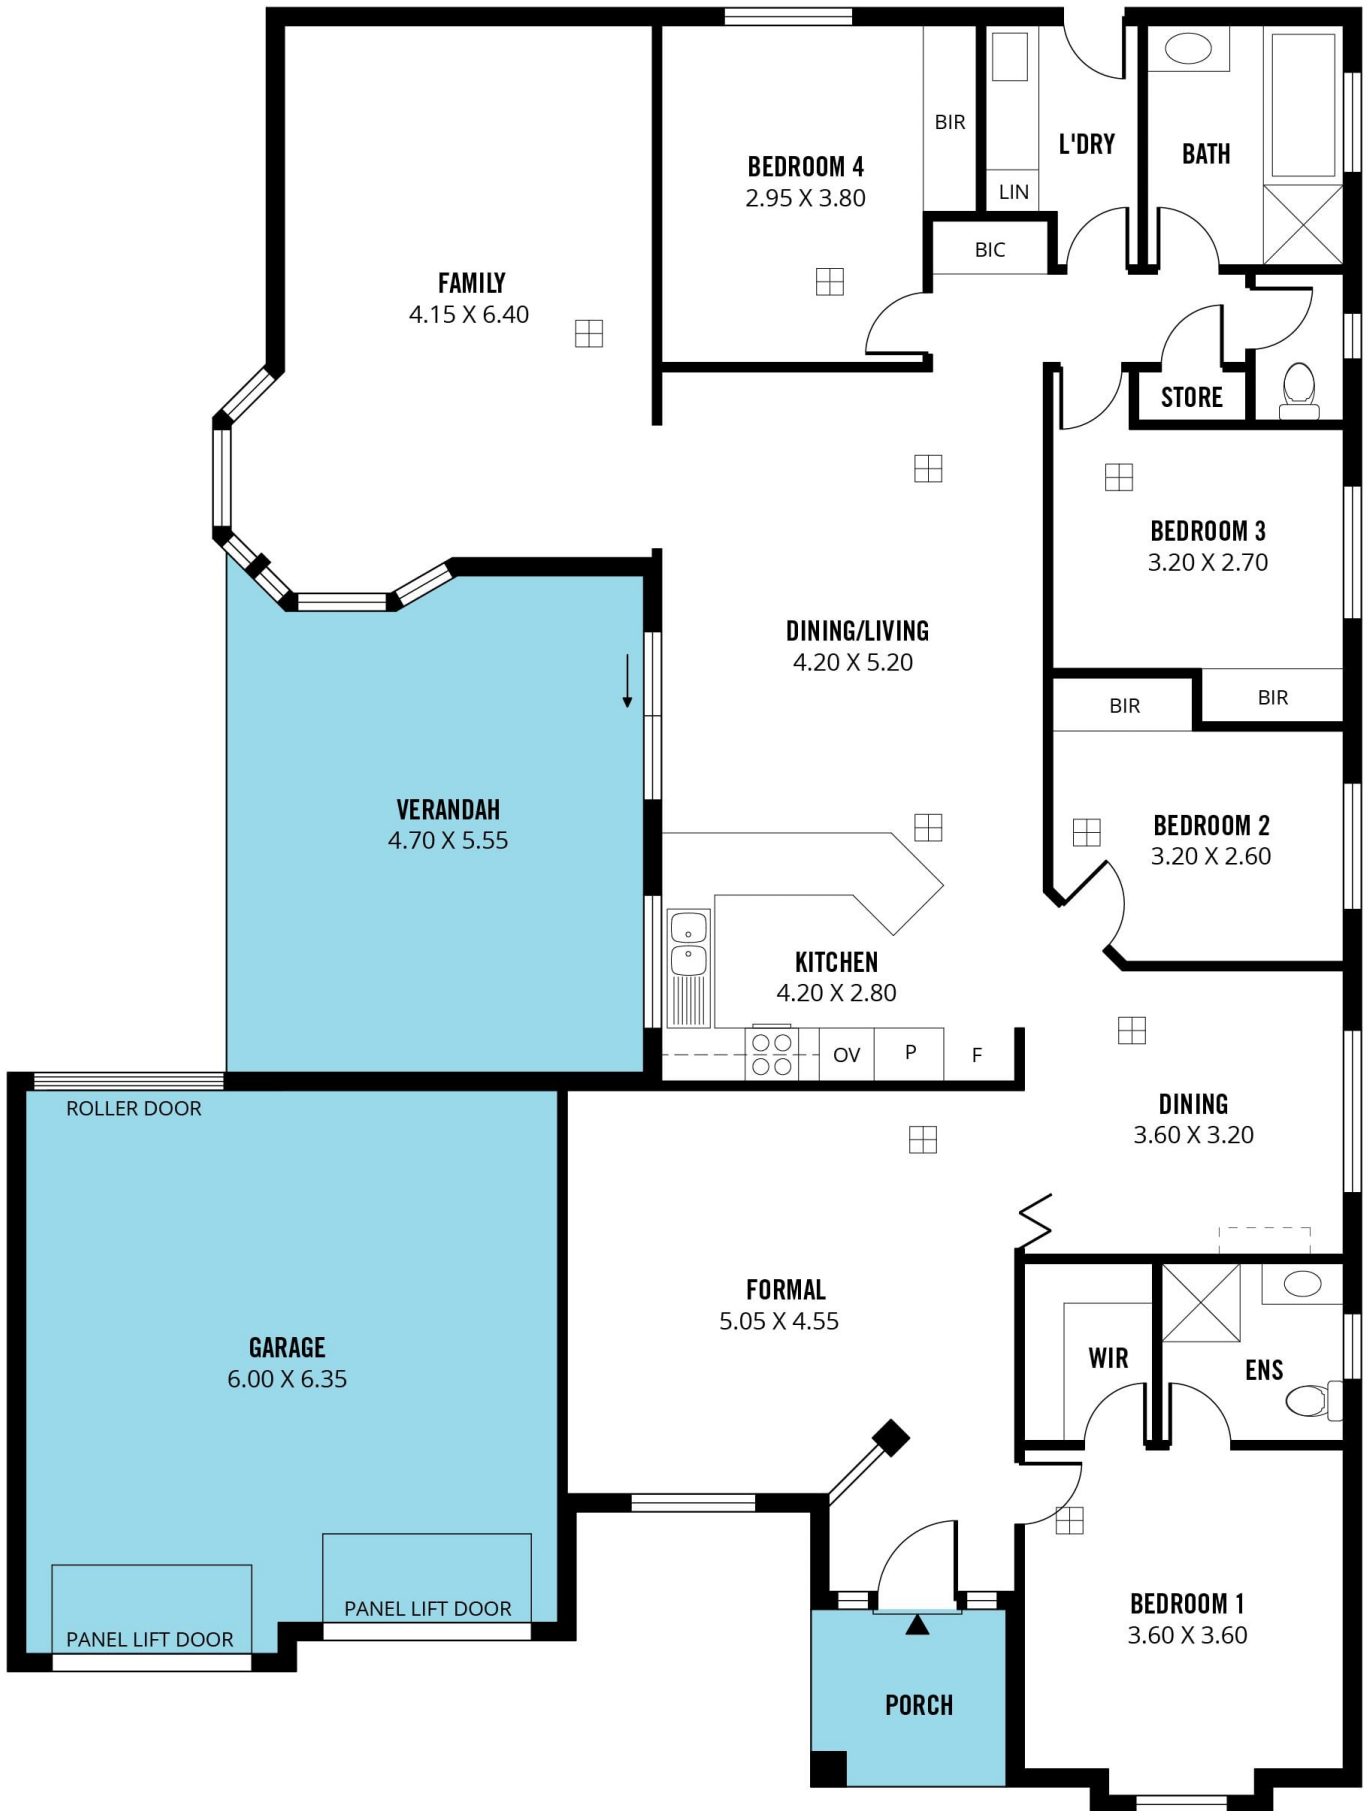 BIR
L'DRY
BATH
BEDROOM 4
2.95 X 3.80
LIN
BIC
FAMILY
4.15 X 6.40
STORE
BEDROOM 3
3.20 X 2.70
DINING/LIVING
4.20 X 5.20
BIR
BIR
VERANDAH
4.70 X 5.55
BEDROOM 2
3.20 X 2.60
KITCHEN
4.20 X 2.80
OV
P
F
ROLLER DOOR
DINING
3.60 X 3.20
FORMAL
5.05 X 4.55
GARAGE
6.00 X 6.35
WIR
ENS
PANEL LIFT DOOR
PANEL LIFT DOOR
BEDROOM 1
3.60 X 3.60
PORCH